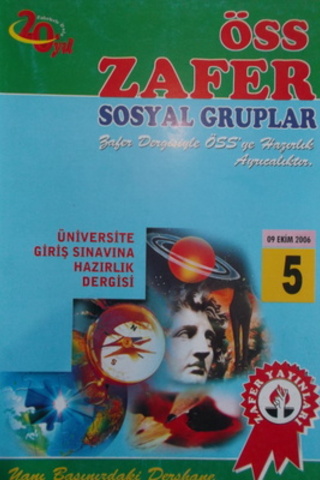 20. yıl
ÖSS
ZAFER
SOSYAL GRUPLAR
Zafer Dergisiyle ÖSS'ye Hazırlık
Ayrıcalıktır.
ÜNİVERSİTE
GİRİŞ SINAVINA
HAZIRLIK
DERGİSİ
09 EKİM 2006
5
ZAFER YAYINLARI
Yanı Başınızdaki Dershane